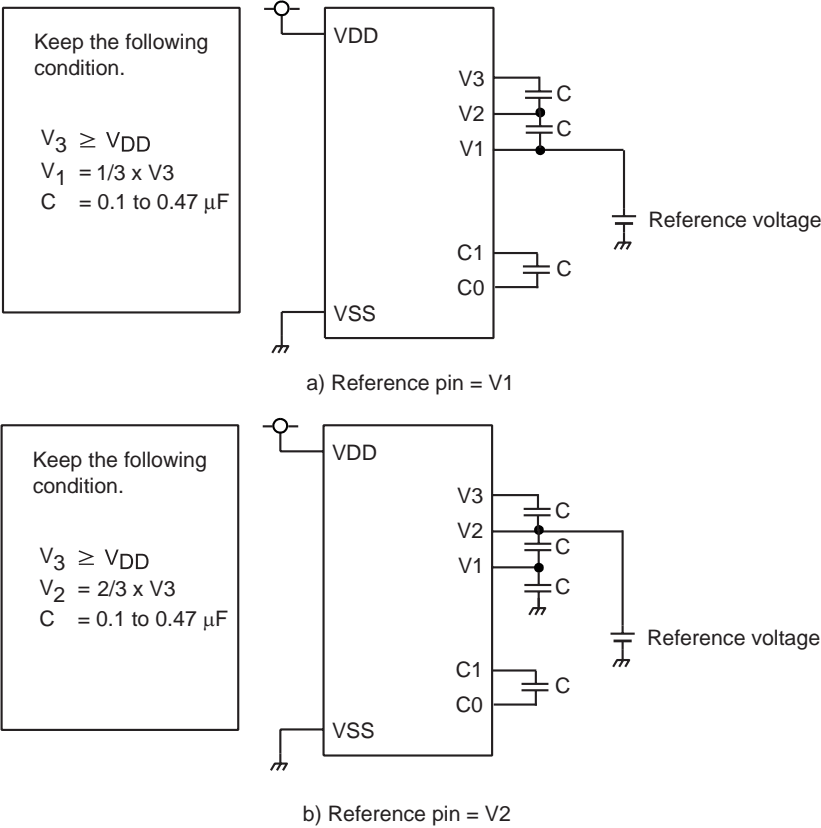 Keep the following
condition.
V3 ≥ VDD
V1 = 1/3 x V3
C = 0.1 to 0.47 μF
VDD
V3
C
V2
C
V1
Reference voltage
C1
C
C0
VSS
a) Reference pin = V1
Keep the following
condition.
V3 ≥ VDD
V2 = 2/3 x V3
C = 0.1 to 0.47 μF
VDD
V3
C
V2
C
V1
C
Reference voltage
C1
C
C0
VSS
b) Reference pin = V2